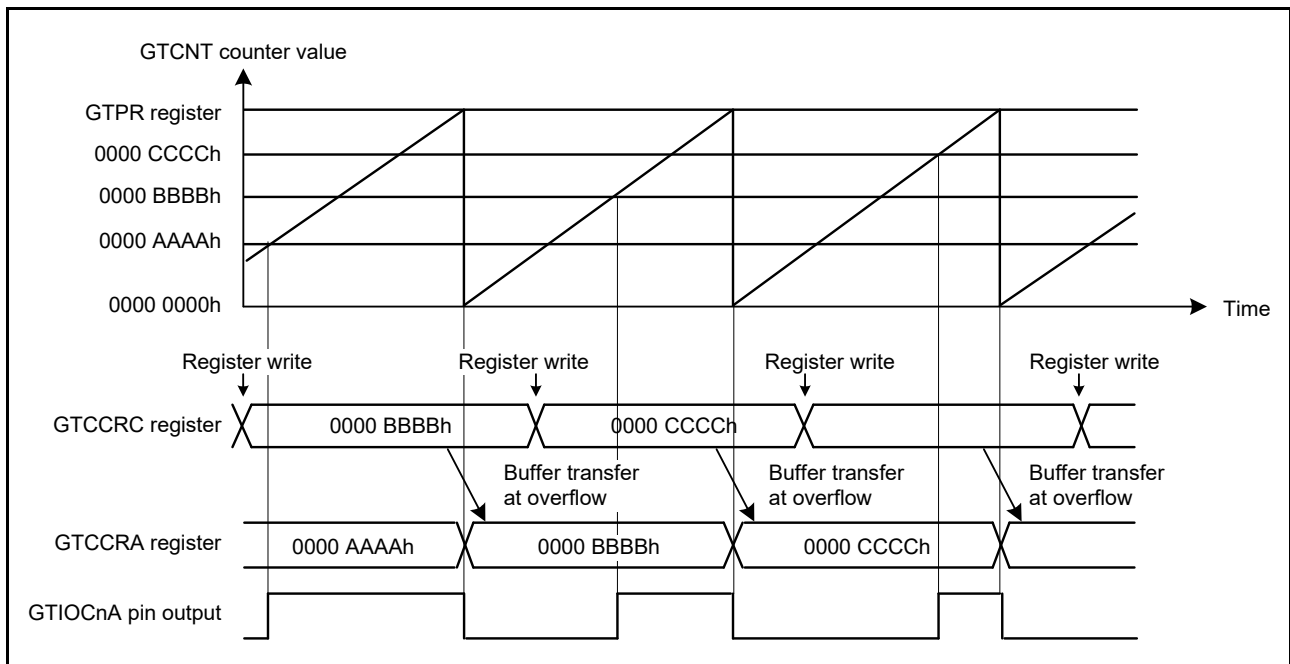 GTCNT counter value
GTPR register
0000 CCCCh
0000 BBBBh
0000 AAAAh
0000 0000h
Time
Register write
Register write
Register write
Register write
GTCCRC register
0000 BBBBh
0000 CCCCh
Buffer transfer
at overflow
Buffer transfer
at overflow
Buffer transfer
at overflow
GTCCRA register
0000 AAAAh
0000 BBBBh
0000 CCCCh
GTIOCnA pin output